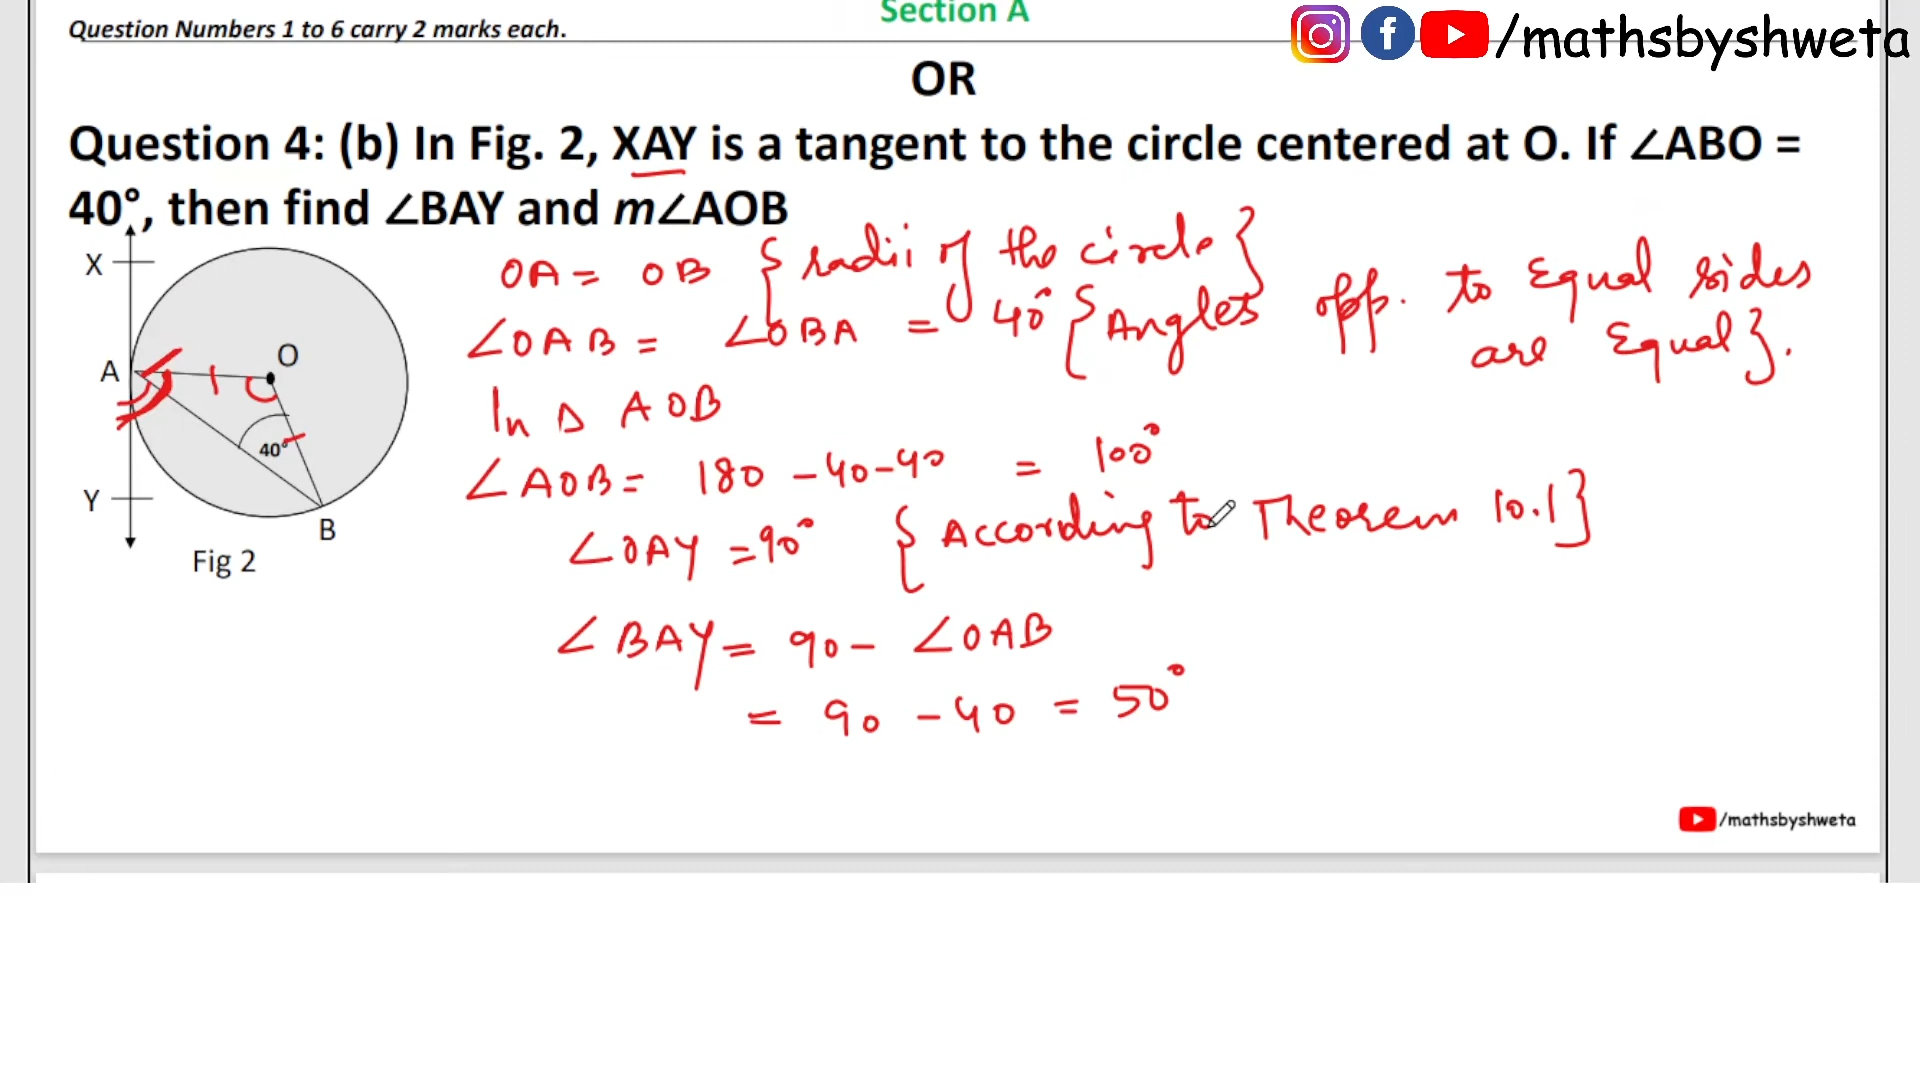 Section A
Question Numbers 1 to 6 carry 2 marks each.
/mathsbyshweta
OR
Question 4: (b) In Fig. 2, XAY is a tangent to the circle centered at O. If ∠ABO =
40°, then find ∠BAY and m∠AOB
X
A
O
40°
Y
B
Fig 2
OA = OB {radii of the circle}
∠OAB = ∠OBA = 40° {Angles opp. to Equal sides
are Equal}.
In Δ AOB
∠AOB = 180 - 40 - 40 = 100°
∠OAY = 90° {According to Theorem 10.1}
∠BAY = 90 - ∠OAB
= 90 - 40 = 50°
/mathsbyshweta